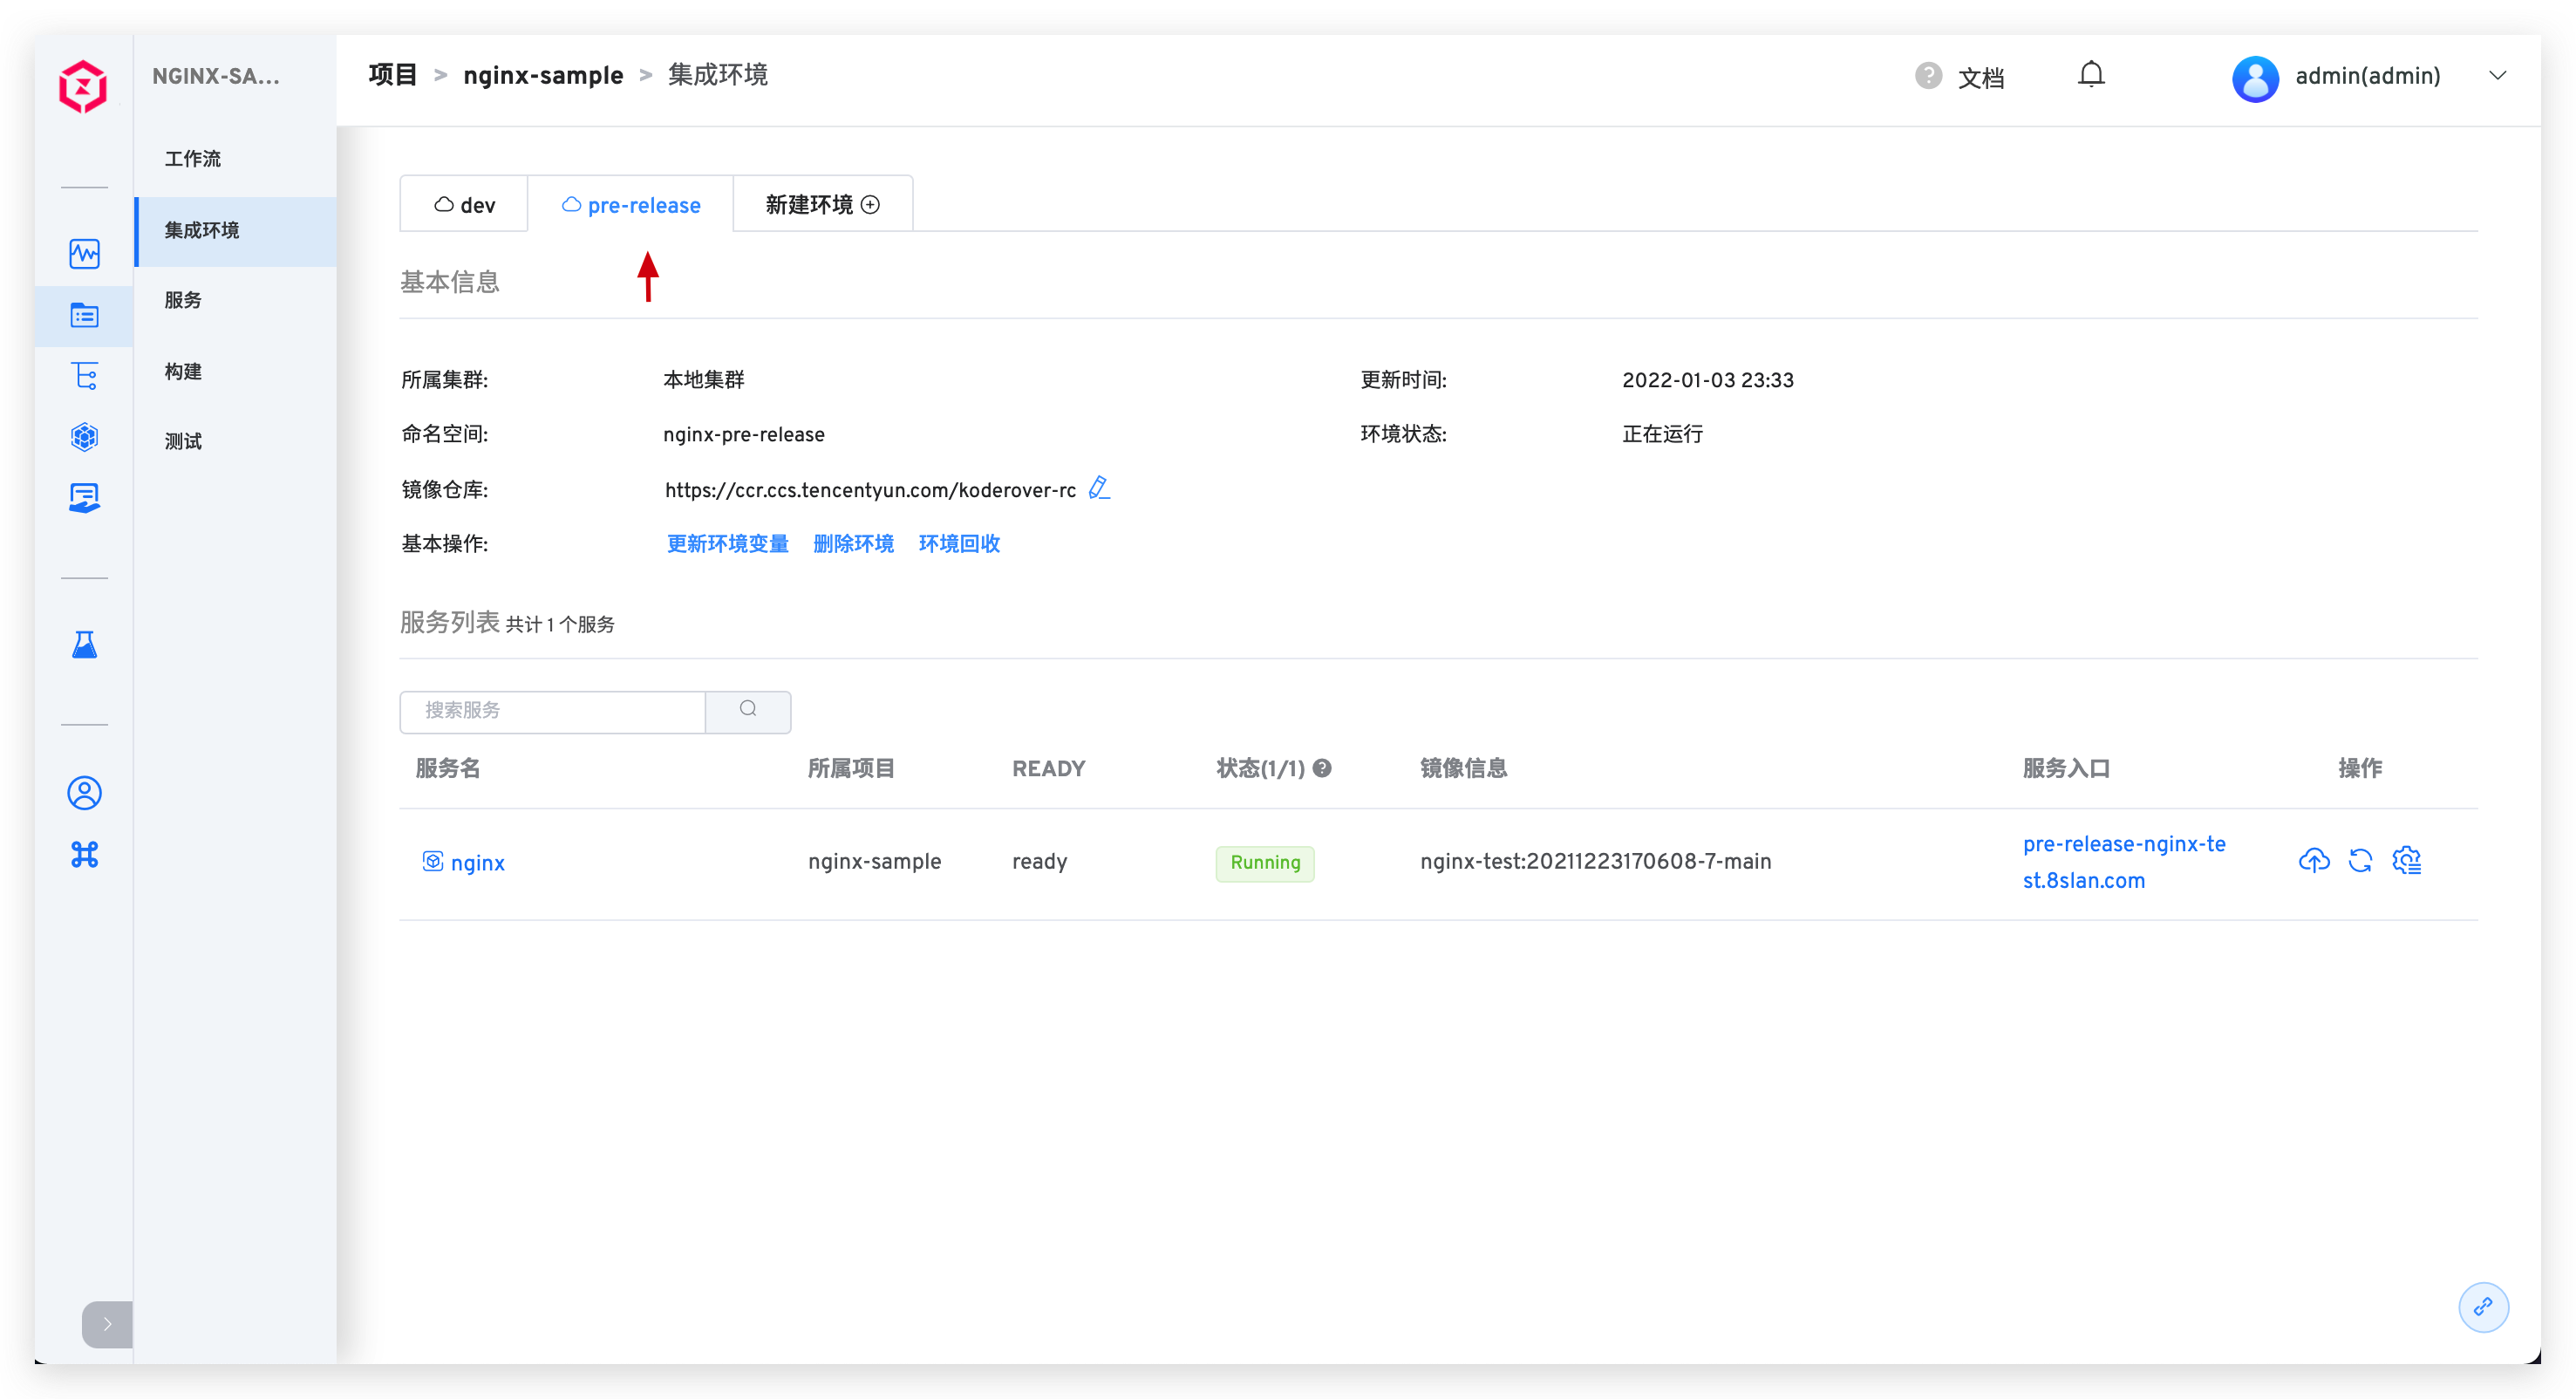 NGINX-SA...
项目 > nginx-sample > 集成环境
? 文档
admin(admin)
工作流
集成环境
服务
构建
测试
dev
pre-release
新建环境
基本信息
所属集群: 本地集群
更新时间: 2022-01-03 23:33
命名空间: nginx-pre-release
环境状态: 正在运行
镜像仓库: https://ccr.ccs.tencentyun.com/koderover-rc
基本操作: 更新环境变量 删除环境 环境回收
服务列表 共计 1 个服务
搜索服务
服务名 所属项目 READY 状态(1/1) ? 镜像信息 服务入口 操作
nginx nginx-sample ready Running nginx-test:20211223170608-7-main pre-release-nginx-te
st.8slan.com